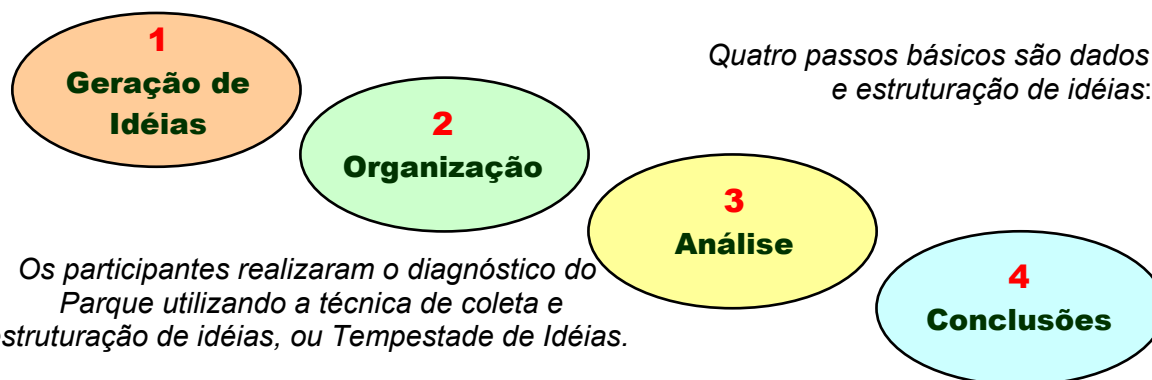 1
Geração de
Idéias
Quatro passos básicos são dados
e estruturação de idéias:
2
Organização
3
Análise
Os participantes realizaram o diagnóstico do
Parque utilizando a técnica de coleta e
estruturação de idéias, ou Tempestade de Idéias.
4
Conclusões